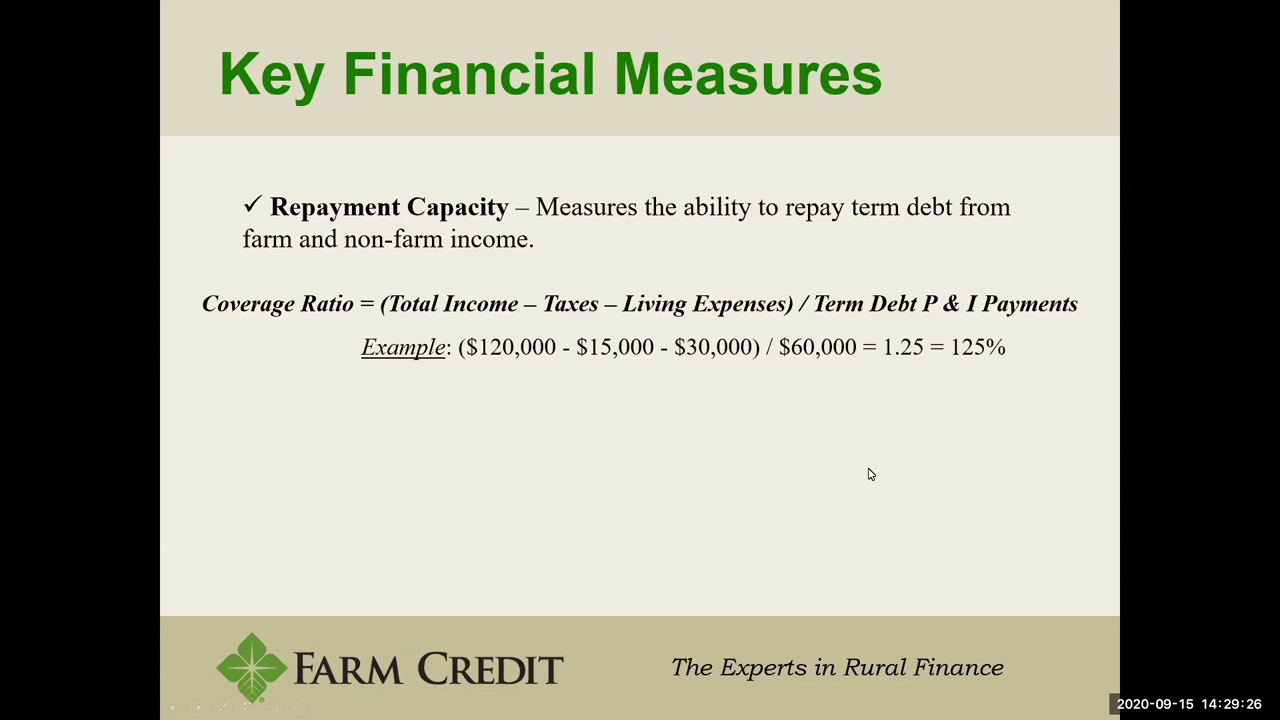 Key Financial Measures
✓ Repayment Capacity – Measures the ability to repay term debt from
farm and non-farm income.
Coverage Ratio = (Total Income – Taxes – Living Expenses) / Term Debt P & I Payments
Example: ($120,000 - $15,000 - $30,000) / $60,000 = 1.25 = 125%
FARM CREDIT
The Experts in Rural Finance
2020-09-15 14:29:26